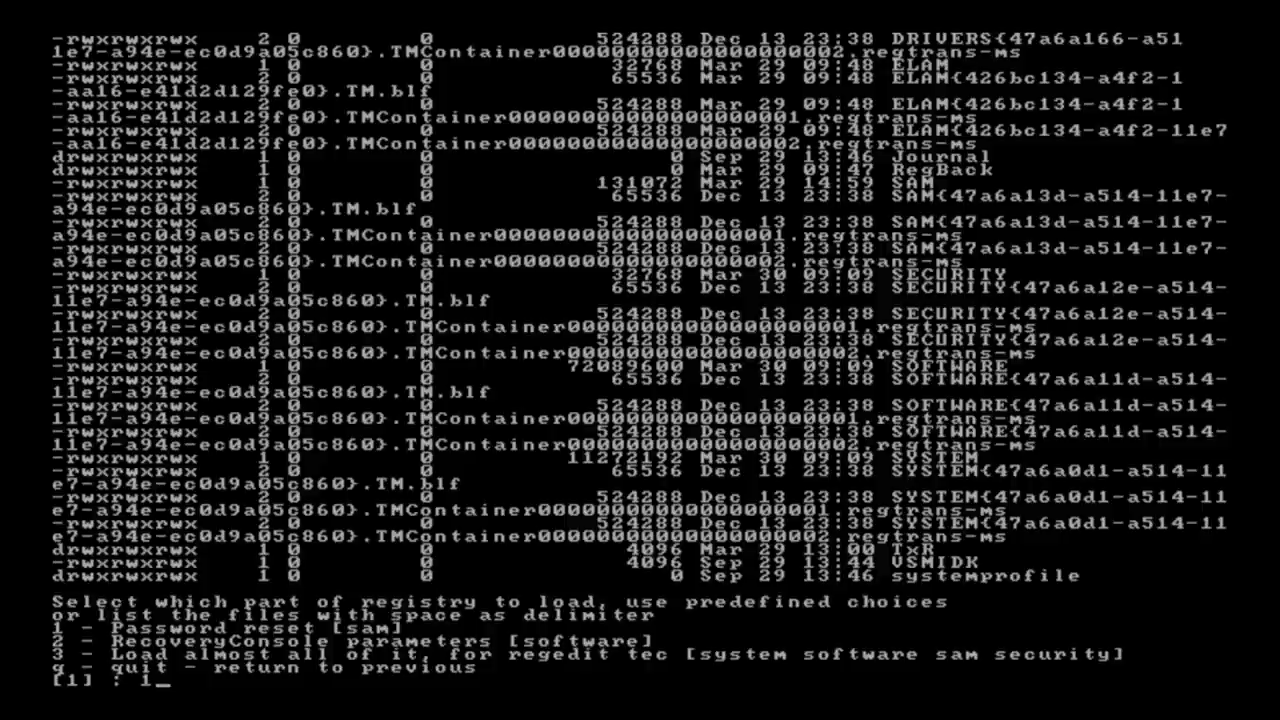 -rwxrwxrwx 2 0 0 524288 Dec 13 23:38 DRIVERS{47a6a166-a51
1e7-a94e-ec0d9a05c860}.TMContainer00000000000000000002.regtrans-ms
-rwxrwxrwx 1 0 0 32768 Mar 29 09:48 ELAM
-rwxrwxrwx 2 0 0 65536 Mar 29 09:48 ELAM{426bc134-a4f2-1
-aa16-e41d2d129fe0}.TM.blf
-rwxrwxrwx 2 0 0 524288 Mar 29 09:48 ELAM{426bc134-a4f2-1
-aa16-e41d2d129fe0}.TMContainer00000000000000000001.regtrans-ms
-rwxrwxrwx 2 0 0 524288 Mar 29 09:48 ELAM{426bc134-a4f2-11e7
-aa16-e41d2d129fe0}.TMContainer00000000000000000002.regtrans-ms
drwxrwxrwx 1 0 0 0 Sep 29 13:46 Journal
drwxrwxrwx 1 0 0 0 Mar 29 09:47 RegBack
-rwxrwxrwx 1 0 0 131072 Mar 29 14:59 SAM
-rwxrwxrwx 2 0 0 65536 Dec 13 23:38 SAM{47a6a13d-a514-11e7-
a94e-ec0d9a05c860}.TM.blf
-rwxrwxrwx 2 0 0 524288 Dec 13 23:38 SAM{47a6a13d-a514-11e7-
a94e-ec0d9a05c860}.TMContainer00000000000000000001.regtrans-ms
-rwxrwxrwx 2 0 0 524288 Dec 13 23:38 SAM{47a6a13d-a514-11e7-
a94e-ec0d9a05c860}.TMContainer00000000000000000002.regtrans-ms
-rwxrwxrwx 1 0 0 32768 Mar 30 09:09 SECURITY
-rwxrwxrwx 2 0 0 65536 Dec 13 23:38 SECURITY{47a6a12e-a514-
11e7-a94e-ec0d9a05c860}.TM.blf
-rwxrwxrwx 2 0 0 524288 Dec 13 23:38 SECURITY{47a6a12e-a514-
11e7-a94e-ec0d9a05c860}.TMContainer00000000000000000001.regtrans-ms
-rwxrwxrwx 2 0 0 524288 Dec 13 23:38 SECURITY{47a6a12e-a514-
11e7-a94e-ec0d9a05c860}.TMContainer00000000000000000002.regtrans-ms
-rwxrwxrwx 1 0 0 72089600 Mar 30 09:09 SOFTWARE
-rwxrwxrwx 2 0 0 65536 Dec 13 23:38 SOFTWARE{47a6a11d-a514-
11e7-a94e-ec0d9a05c860}.TM.blf
-rwxrwxrwx 2 0 0 524288 Dec 13 23:38 SOFTWARE{47a6a11d-a514-
11e7-a94e-ec0d9a05c860}.TMContainer00000000000000000001.regtrans-ms
-rwxrwxrwx 2 0 0 524288 Dec 13 23:38 SOFTWARE{47a6a11d-a514-
11e7-a94e-ec0d9a05c860}.TMContainer00000000000000000002.regtrans-ms
-rwxrwxrwx 1 0 0 11272192 Mar 30 09:09 SYSTEM
-rwxrwxrwx 2 0 0 65536 Dec 13 23:38 SYSTEM{47a6a0d1-a514-11
e7-a94e-ec0d9a05c860}.TM.blf
-rwxrwxrwx 2 0 0 524288 Dec 13 23:38 SYSTEM{47a6a0d1-a514-11
e7-a94e-ec0d9a05c860}.TMContainer00000000000000000001.regtrans-ms
-rwxrwxrwx 2 0 0 524288 Dec 13 23:38 SYSTEM{47a6a0d1-a514-11
e7-a94e-ec0d9a05c860}.TMContainer00000000000000000002.regtrans-ms
drwxrwxrwx 1 0 0 4096 Mar 29 13:00 TxR
-rwxrwxrwx 1 0 0 4096 Sep 29 13:44 VSMIDK
drwxrwxrwx 1 0 0 0 Sep 29 13:46 systemprofile
Select which part of registry to load, use predefined choices
or list the files with space as delimiter
1 - Password reset [sam]
2 - RecoveryConsole parameters [software]
3 - Load almost all of it, for regedit tec [system software sam security]
q - quit - return to previous
[1] : 1_